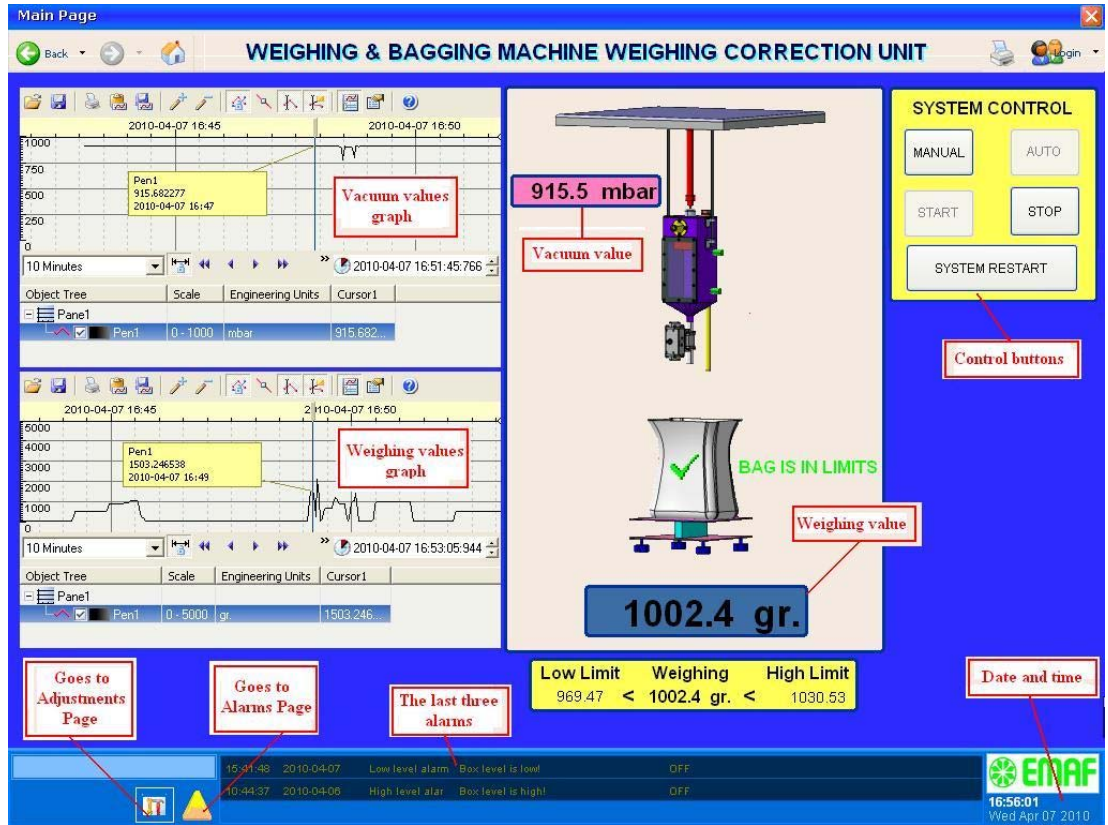 Main Page
Back
WEIGHING & BAGGING MACHINE WEIGHING CORRECTION UNIT
Login
2010-04-07 16:45 2010-04-07 16:50
1000
750
500
250
0
Pen1
915.682277
2010-04-07 16:47
Vacuum values
graph
10 Minutes
2010-04-07 16:51:45:766
Object Tree Scale Engineering Units Cursor1
Pane1
Pen1 0 - 1000 mbar 915.682...
2010-04-07 16:45 2010-04-07 16:50
5000
4000
3000
2000
1000
0
Pen1
1503.246538
2010-04-07 16:49
Weighing values
graph
10 Minutes
2010-04-07 16:53:05:944
Object Tree Scale Engineering Units Cursor1
Pane1
Pen1 0 - 5000 gr. 1503.246...
915.5 mbar
Vacuum value
BAG IS IN LIMITS
Weighing value
1002.4 gr.
Low Limit Weighing High Limit
969.47 < 1002.4 gr. < 1030.53
SYSTEM CONTROL
MANUAL AUTO
START STOP
SYSTEM RESTART
Control buttons
Goes to
Adjustments
Page
Goes to
Alarms Page
The last three
alarms
Date and time
15:41:48 2010-04-07 Low level alarm Box level is low! OFF
10:44:37 2010-04-06 High level alar Box level is high! OFF
EMAF
16:56:01
Wed Apr 07 2010